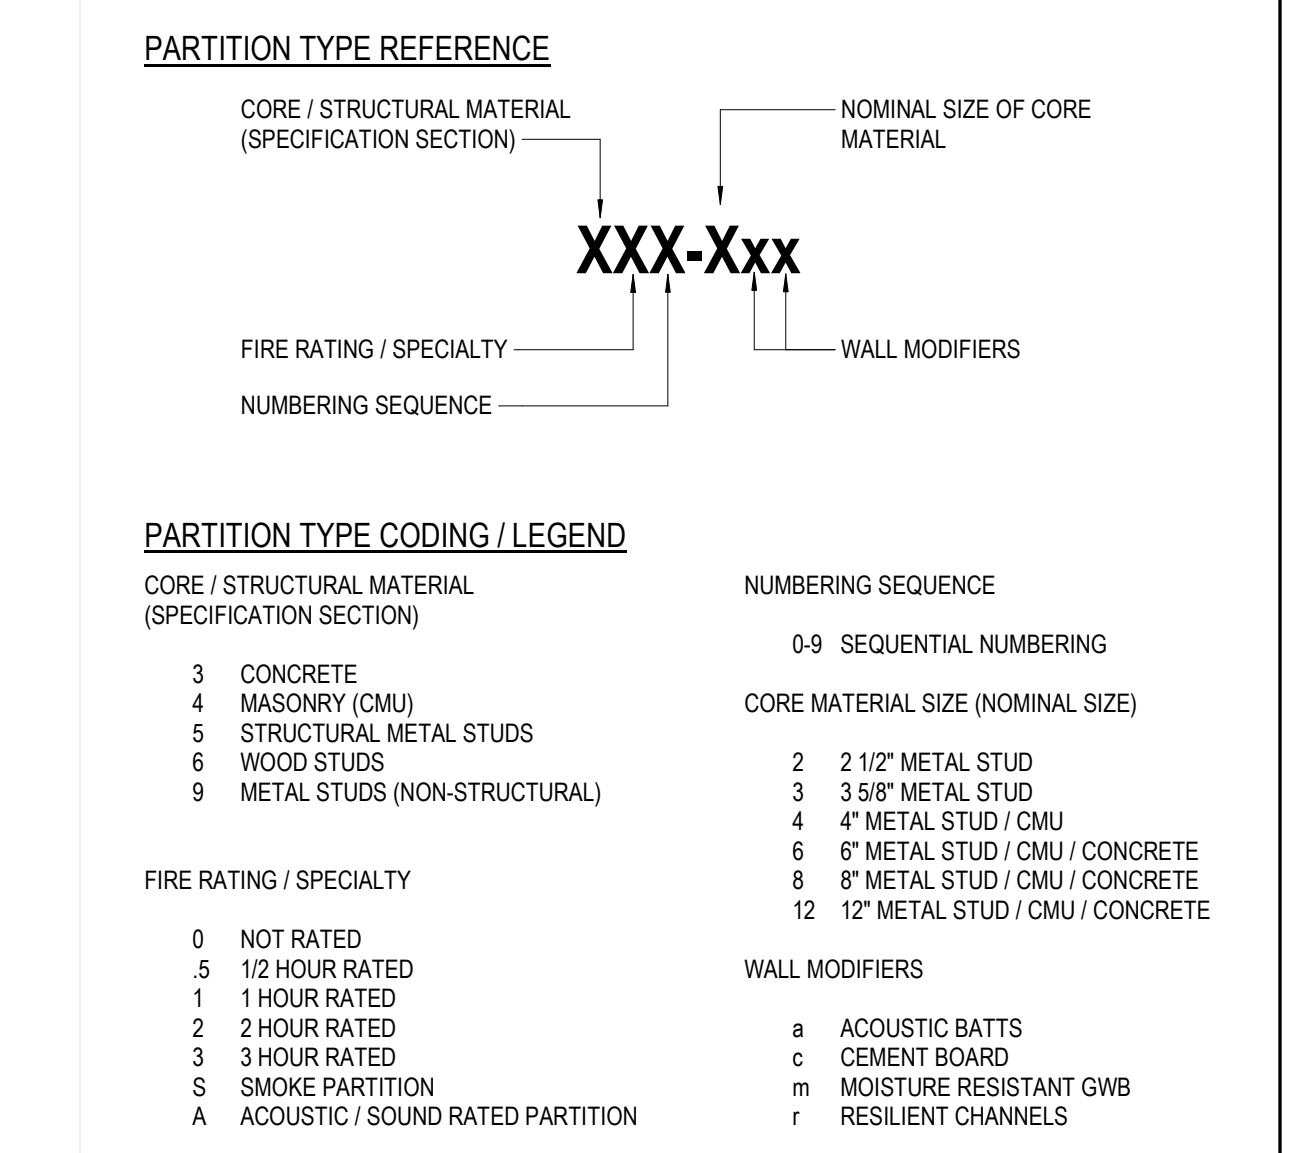 PARTITION TYPE REFERENCE
CORE / STRUCTURAL MATERIAL
(SPECIFICATION SECTION)
NOMINAL SIZE OF CORE
MATERIAL
XXX-Xxx
FIRE RATING / SPECIALTY
WALL MODIFIERS
NUMBERING SEQUENCE
PARTITION TYPE CODING / LEGEND
CORE / STRUCTURAL MATERIAL
(SPECIFICATION SECTION)
3 CONCRETE
4 MASONRY (CMU)
5 STRUCTURAL METAL STUDS
6 WOOD STUDS
9 METAL STUDS (NON-STRUCTURAL)
FIRE RATING / SPECIALTY
0 NOT RATED
.5 1/2 HOUR RATED
1 1 HOUR RATED
2 2 HOUR RATED
3 3 HOUR RATED
S SMOKE PARTITION
A ACOUSTIC / SOUND RATED PARTITION
NUMBERING SEQUENCE
0-9 SEQUENTIAL NUMBERING
CORE MATERIAL SIZE (NOMINAL SIZE)
2 2 1/2" METAL STUD
3 3 5/8" METAL STUD
4 4" METAL STUD / CMU
6 6" METAL STUD / CMU / CONCRETE
8 8" METAL STUD / CMU / CONCRETE
12 12" METAL STUD / CMU / CONCRETE
WALL MODIFIERS
a ACOUSTIC BATTS
c CEMENT BOARD
m MOISTURE RESISTANT GWB
r RESILIENT CHANNELS